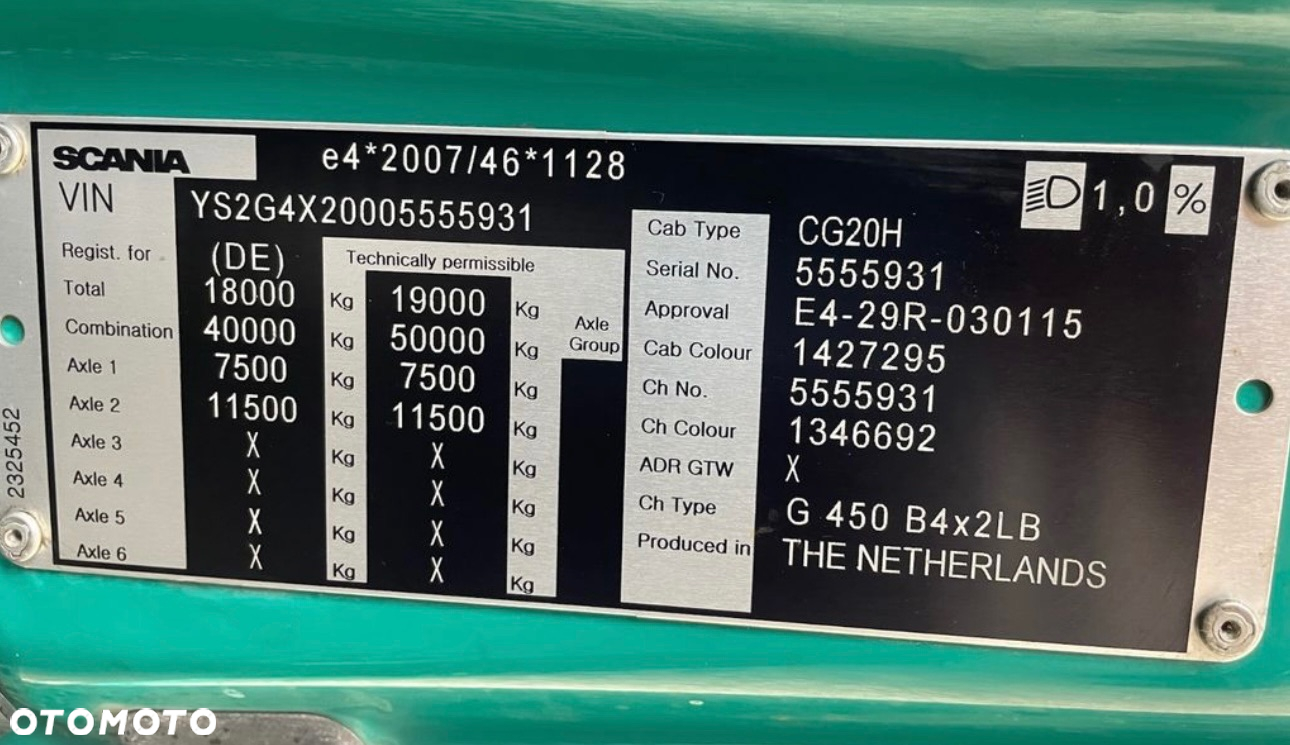 SCANIA e4*2007/46*1128
VIN YS2G4X20005555931
1,0 %
Regist. for (DE) Technically permissible
Total 18000 Kg 19000 Kg
Combination 40000 Kg 50000 Kg Axle Group
Axle 1 7500 Kg 7500 Kg
Axle 2 11500 Kg 11500 Kg
Axle 3 X Kg X Kg
Axle 4 X Kg X Kg
Axle 5 X Kg X Kg
Axle 6 X Kg X Kg
Cab Type CG20H
Serial No. 5555931
Approval E4-29R-030115
Cab Colour 1427295
Ch No. 5555931
Ch Colour 1346692
ADR GTW X
Ch Type G 450 B4x2LB
Produced in THE NETHERLANDS
2325452
OTOMOTO